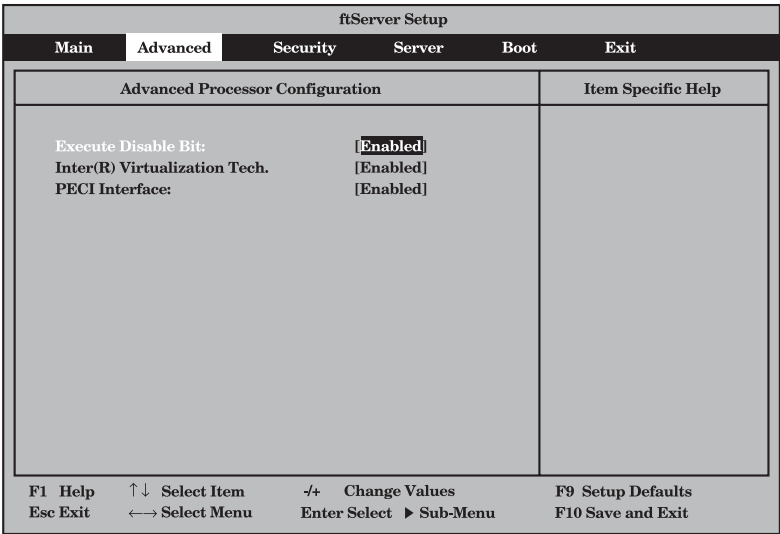 ftServer Setup
Main Advanced Security Server Boot Exit
Advanced Processor Configuration Item Specific Help
Execute Disable Bit: [Enabled]
Inter(R) Virtualization Tech. [Enabled]
PECI Interface: [Enabled]
F1 Help ↑↓ Select Item -/+ Change Values F9 Setup Defaults
Esc Exit ←→ Select Menu Enter Select ▶ Sub-Menu F10 Save and Exit